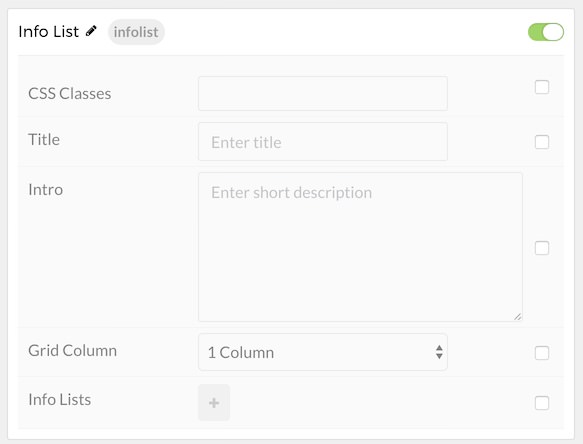 Info List infolist
CSS Classes
Title Enter title
Intro Enter short description
Grid Column 1 Column
Info Lists +